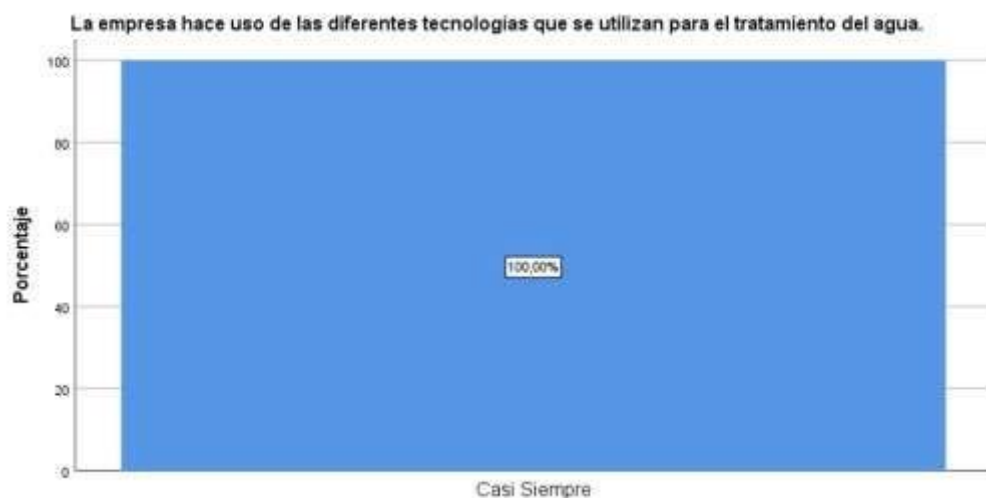 La empresa hace uso de las diferentes tecnologías que se utilizan para el tratamiento del agua.
100
80
60
40
20
0
Porcentaje
100,00%
Casi Siempre